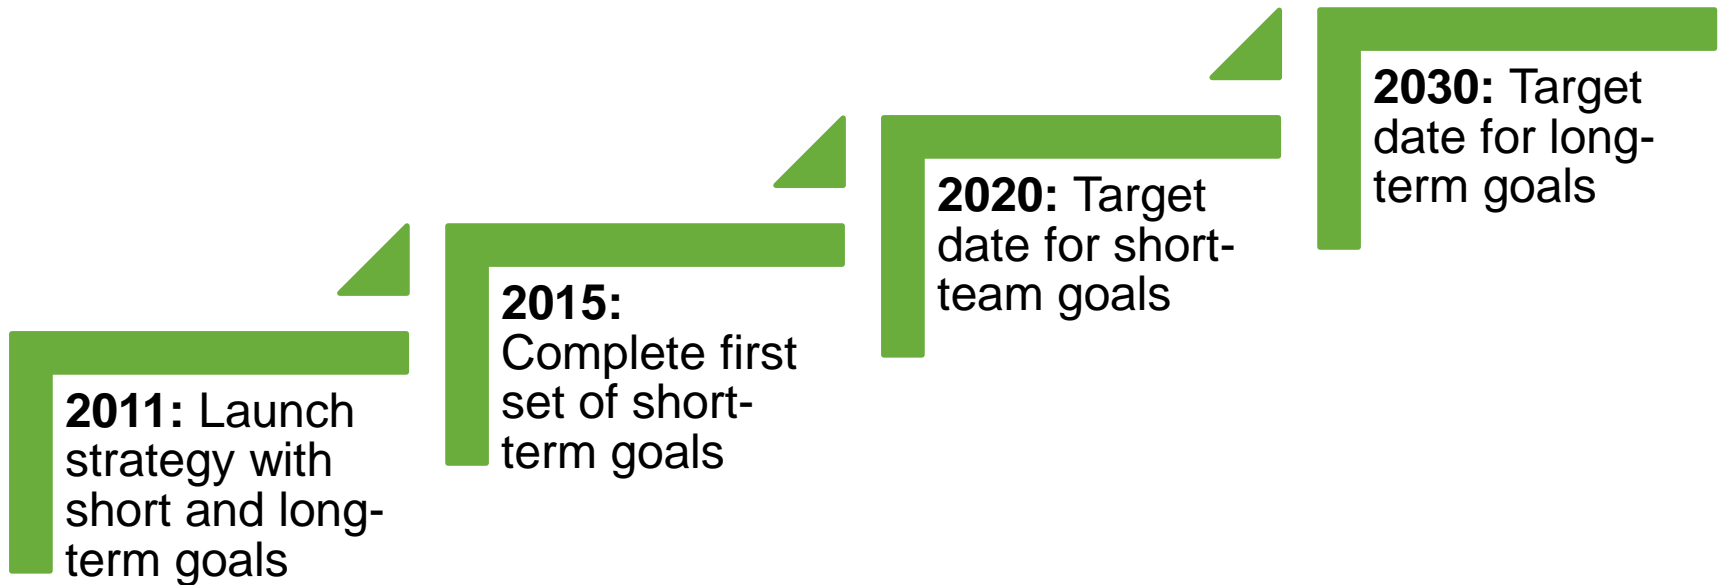 2011: Launch
strategy with
short and long-
term goals
2015:
Complete first
set of short-
term goals
2020: Target
date for short-
team goals
2030: Target
date for long-
term goals